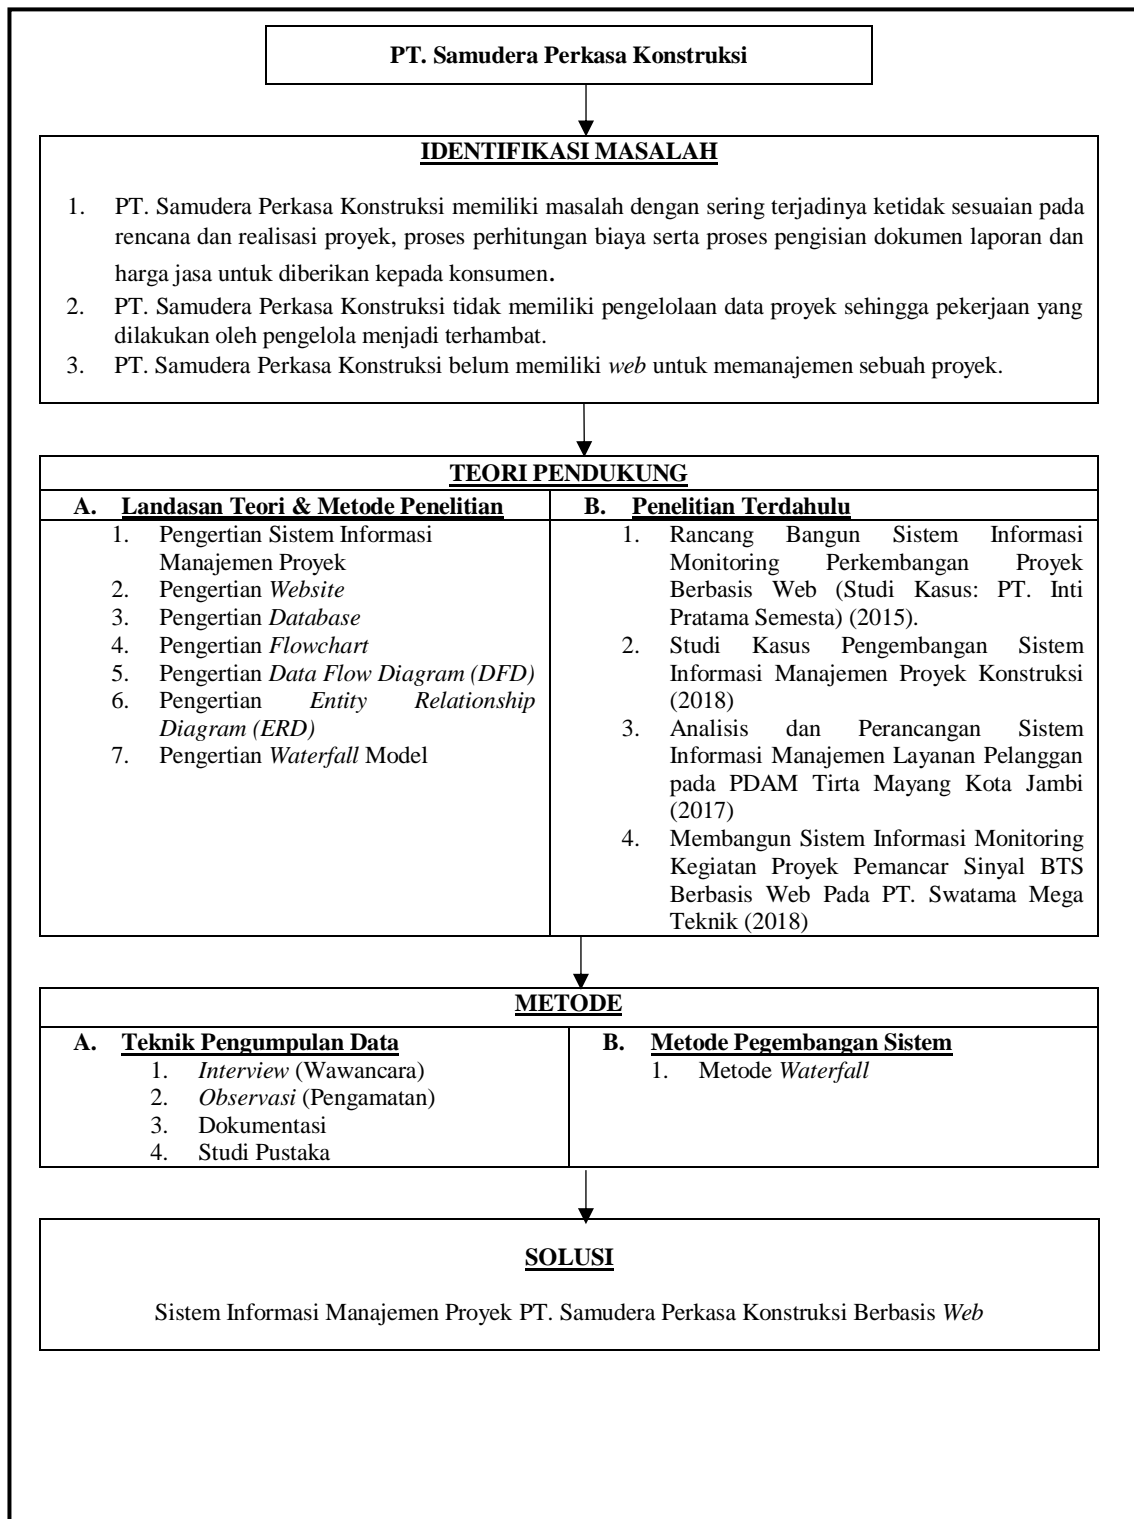 PT. Samudera Perkasa Konstruksi
IDENTIFIKASI MASALAH
1. PT. Samudera Perkasa Konstruksi memiliki masalah dengan sering terjadinya ketidak sesuaian pada
rencana dan realisasi proyek, proses perhitungan biaya serta proses pengisian dokumen laporan dan
harga jasa untuk diberikan kepada konsumen.
2. PT. Samudera Perkasa Konstruksi tidak memiliki pengelolaan data proyek sehingga pekerjaan yang
dilakukan oleh pengelola menjadi terhambat.
3. PT. Samudera Perkasa Konstruksi belum memiliki web untuk memanajemen sebuah proyek.
TEORI PENDUKUNG
A. Landasan Teori & Metode Penelitian
1. Pengertian Sistem Informasi
Manajemen Proyek
2. Pengertian Website
3. Pengertian Database
4. Pengertian Flowchart
5. Pengertian Data Flow Diagram (DFD)
6. Pengertian Entity Relationship
Diagram (ERD)
7. Pengertian Waterfall Model
B. Penelitian Terdahulu
1. Rancang Bangun Sistem Informasi
Monitoring Perkembangan Proyek
Berbasis Web (Studi Kasus: PT. Inti
Pratama Semesta) (2015).
2. Studi Kasus Pengembangan Sistem
Informasi Manajemen Proyek Konstruksi
(2018)
3. Analisis dan Perancangan Sistem
Informasi Manajemen Layanan Pelanggan
pada PDAM Tirta Mayang Kota Jambi
(2017)
4. Membangun Sistem Informasi Monitoring
Kegiatan Proyek Pemancar Sinyal BTS
Berbasis Web Pada PT. Swatama Mega
Teknik (2018)
METODE
A. Teknik Pengumpulan Data
1. Interview (Wawancara)
2. Observasi (Pengamatan)
3. Dokumentasi
4. Studi Pustaka
B. Metode Pegembangan Sistem
1. Metode Waterfall
SOLUSI
Sistem Informasi Manajemen Proyek PT. Samudera Perkasa Konstruksi Berbasis Web